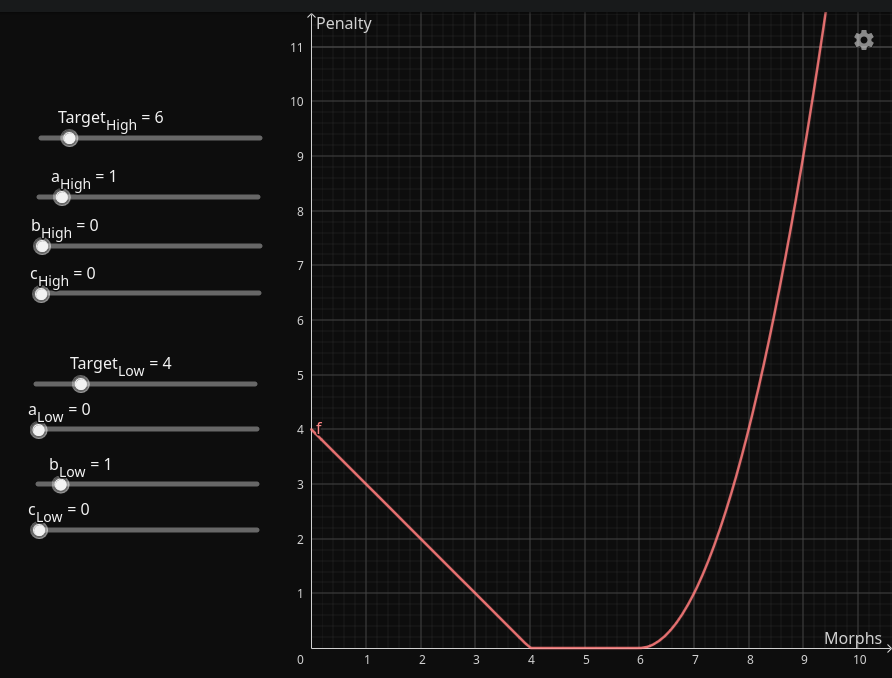 Penalty
Target_High = 6
a_High = 1
b_High = 0
c_High = 0
Target_Low = 4
a_Low = 0
b_Low = 1
c_Low = 0
11
10
9
8
7
6
5
4
f
3
2
1
Morphs
0 1 2 3 4 5 6 7 8 9 10